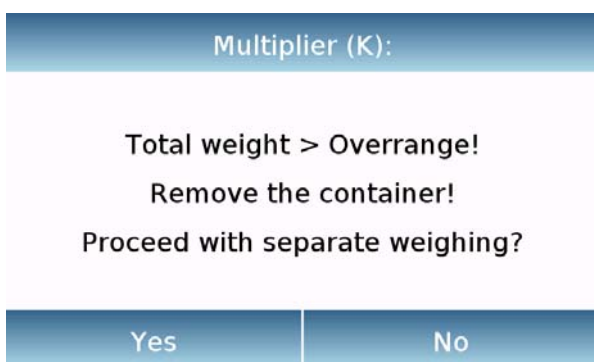 Multiplier (K):
Total weight > Overrange!
Remove the container!
Proceed with separate weighing?
Yes
No